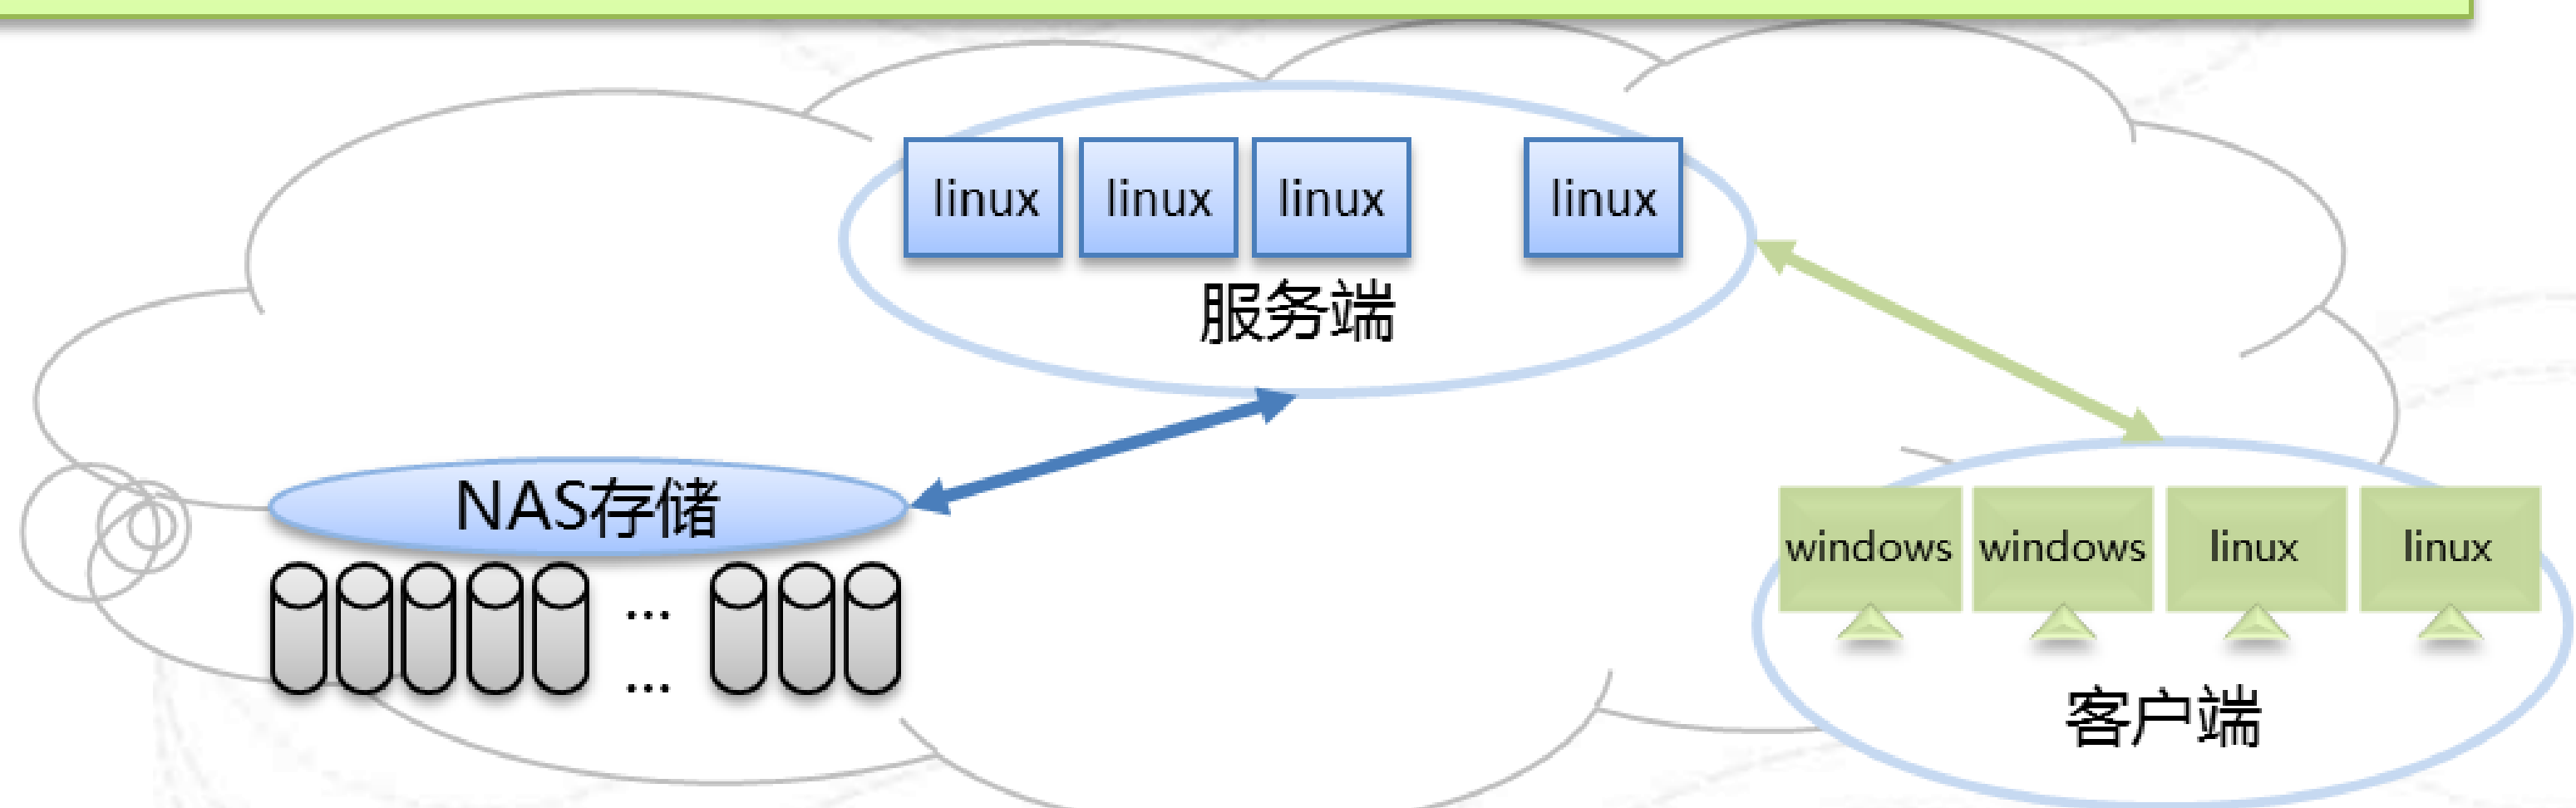 linux linux linux linux
服务端
NAS存储
... 
...
windows windows linux linux
客户端